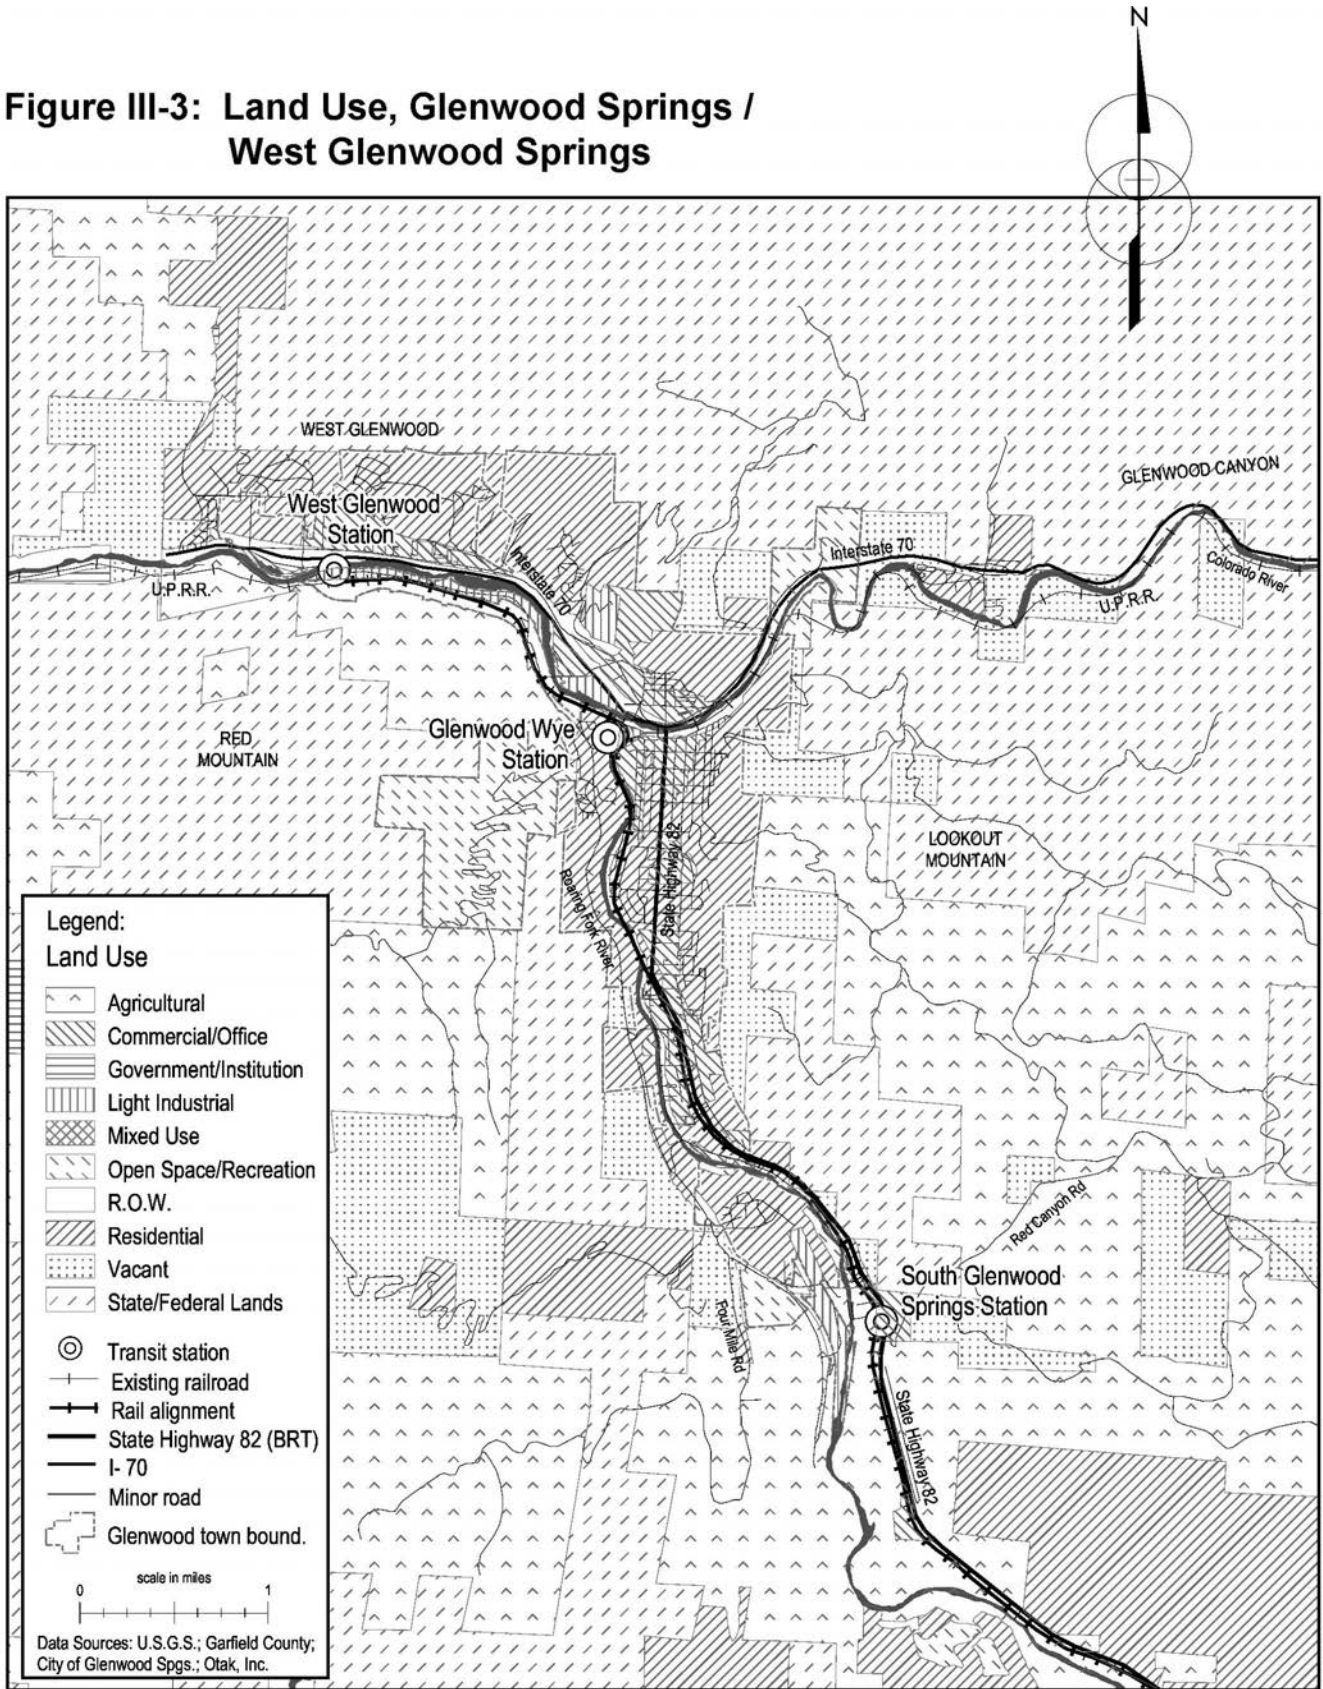 N
Figure III-3: Land Use, Glenwood Springs /
West Glenwood Springs
WEST GLENWOOD
GLENWOOD CANYON
West Glenwood
Station
Interstate 70
Interstate 70
Colorado River
U.P.R.R.
U.P.R.R.
Glenwood Wye
Station
RED
MOUNTAIN
LOOKOUT
MOUNTAIN
State Highway 82
Roaring Fork River
Red Canyon Rd
South Glenwood
Springs Station
Four Mile Rd
State Highway 82
Legend:
Land Use
Agricultural
Commercial/Office
Government/Institution
Light Industrial
Mixed Use
Open Space/Recreation
R.O.W.
Residential
Vacant
State/Federal Lands
Transit station
Existing railroad
Rail alignment
State Highway 82 (BRT)
I- 70
Minor road
Glenwood town bound.
scale in miles
0 1
Data Sources: U.S.G.S.; Garfield County;
City of Glenwood Spgs.; Otak, Inc.